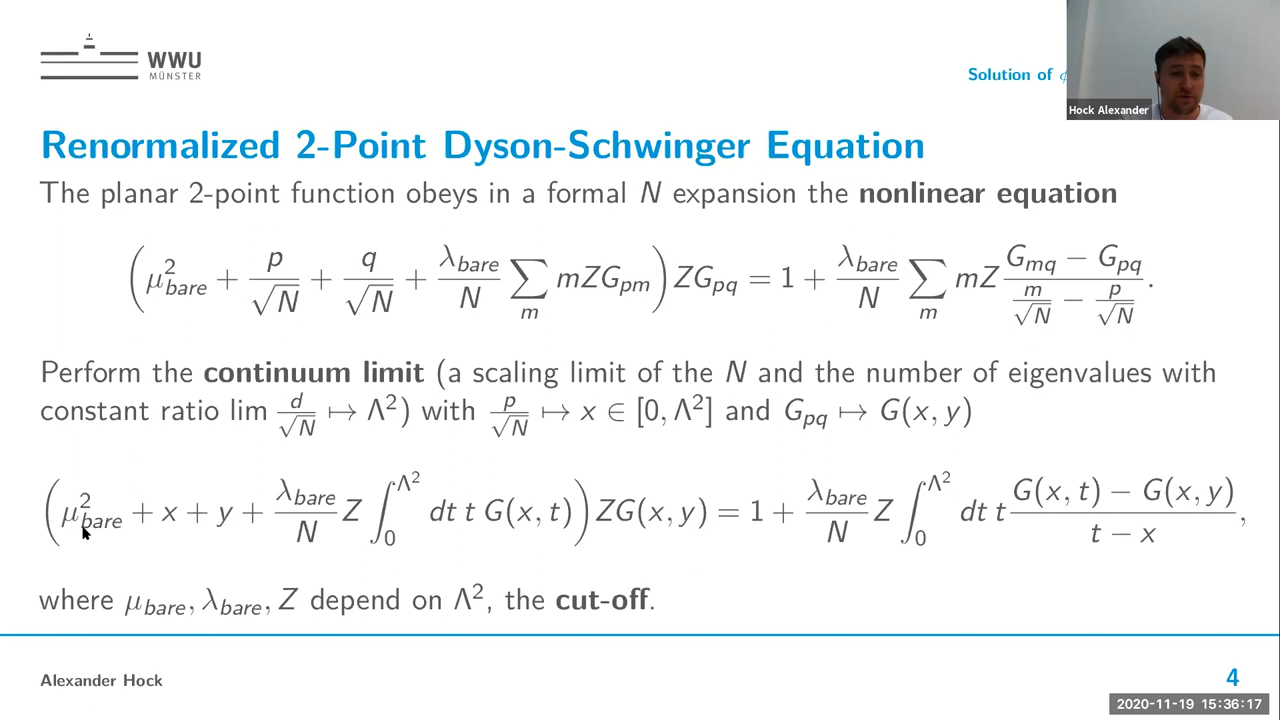 WWU
MÜNSTER
Solution of ϕ
Hock Alexander
Renormalized 2-Point Dyson-Schwinger Equation
The planar 2-point function obeys in a formal N expansion the nonlinear equation
(μ²_bare + p/√N + q/√N + λ_bare/N ∑_m mZG_pm) ZG_pq = 1 + λ_bare/N ∑_m mZ (G_mq − G_pq)/(m/√N − p/√N).
Perform the continuum limit (a scaling limit of the N and the number of eigenvalues with
constant ratio lim d/√N ↦ Λ²) with p/√N ↦ x ∈ [0, Λ²] and G_pq ↦ G(x, y)
(μ²_bare + x + y + λ_bare/N Z ∫_0^Λ² dt t G(x, t)) ZG(x, y) = 1 + λ_bare/N Z ∫_0^Λ² dt t (G(x, t) − G(x, y))/(t − x),
where μ_bare, λ_bare, Z depend on Λ², the cut-off.
Alexander Hock
4
2020-11-19 15:36:17